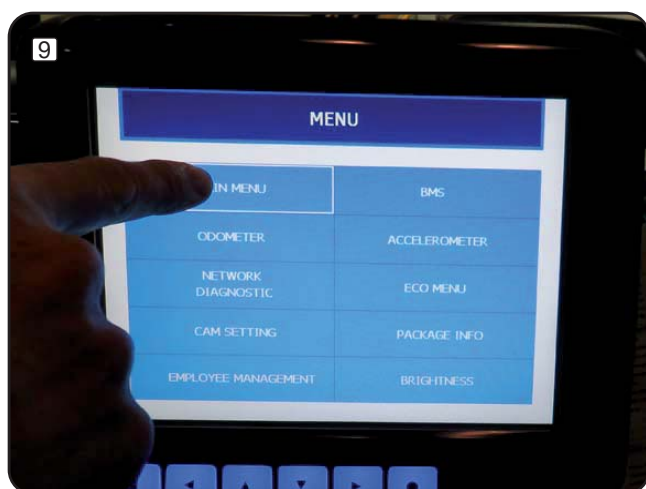 9
MENU
IN MENU
BMS
ODOMETER
ACCELEROMETER
NETWORK
DIAGNOSTIC
ECO MENU
CAM SETTING
PACKAGE INFO
EMPLOYEE MANAGEMENT
BRIGHTNESS